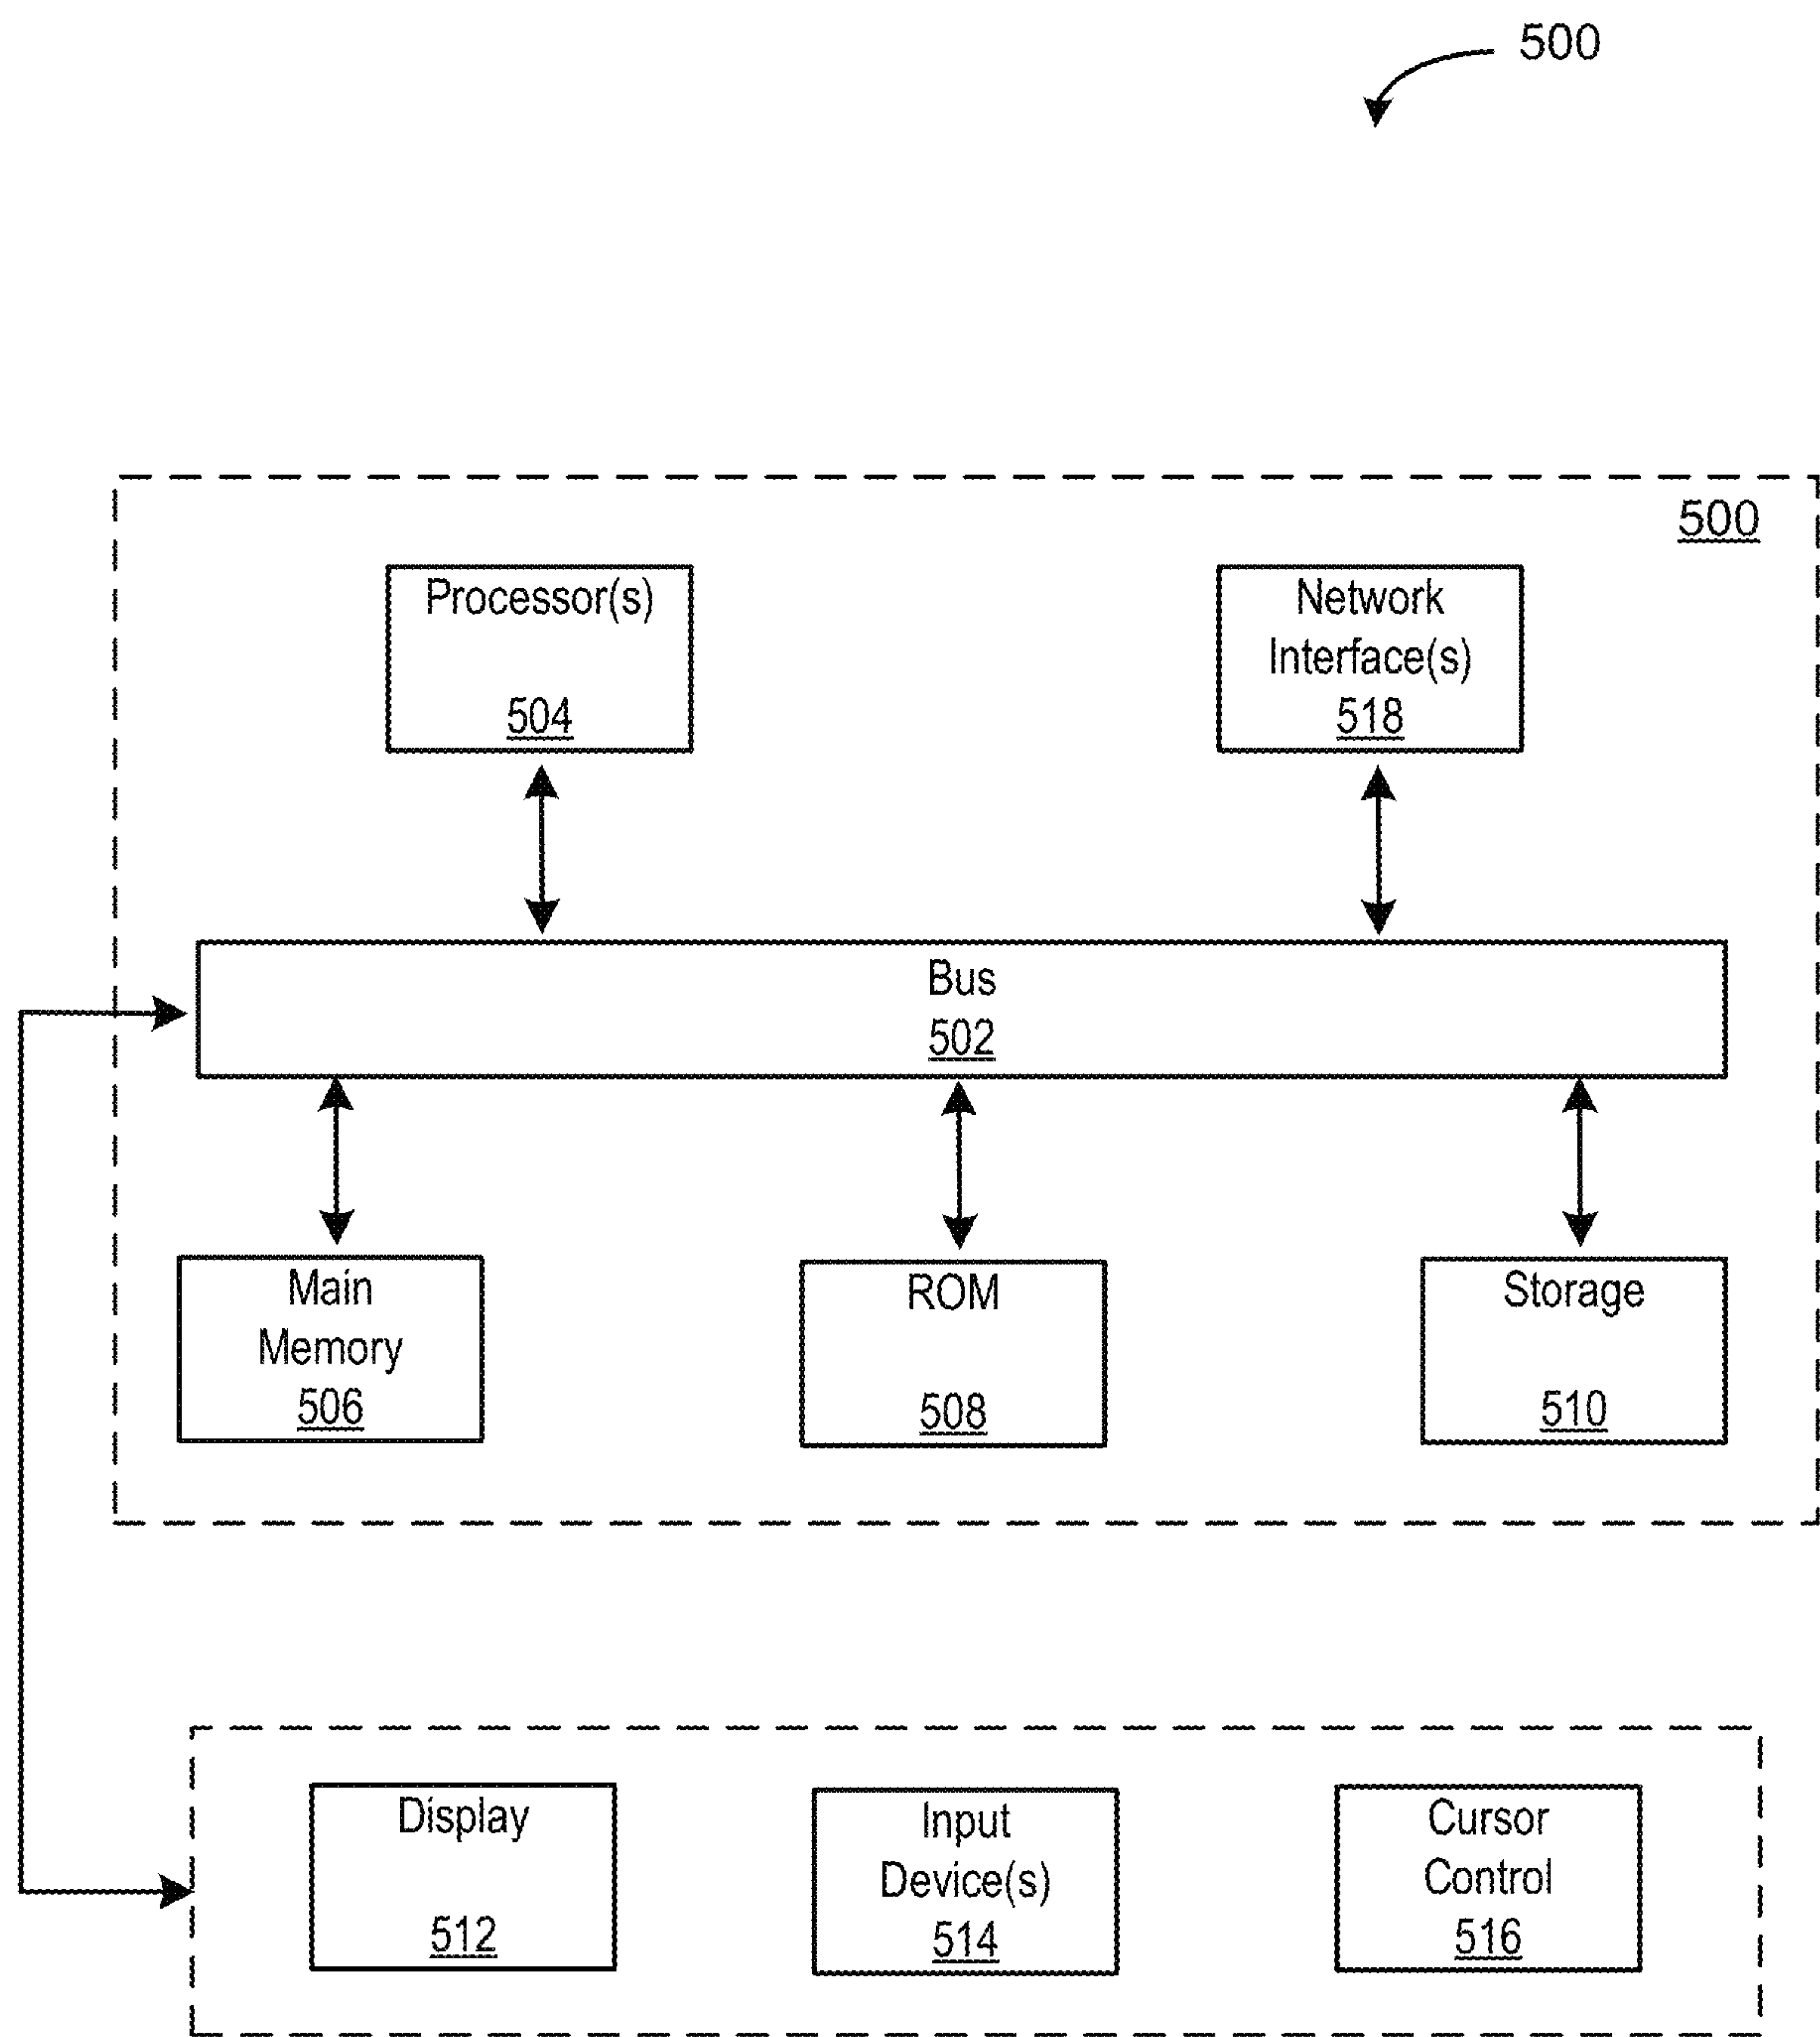 500
500
Processor(s)
504
Network
Interface(s)
518
Bus
502
Main
Memory
506
ROM
508
Storage
510
Display
512
Input
Device(s)
514
Cursor
Control
516